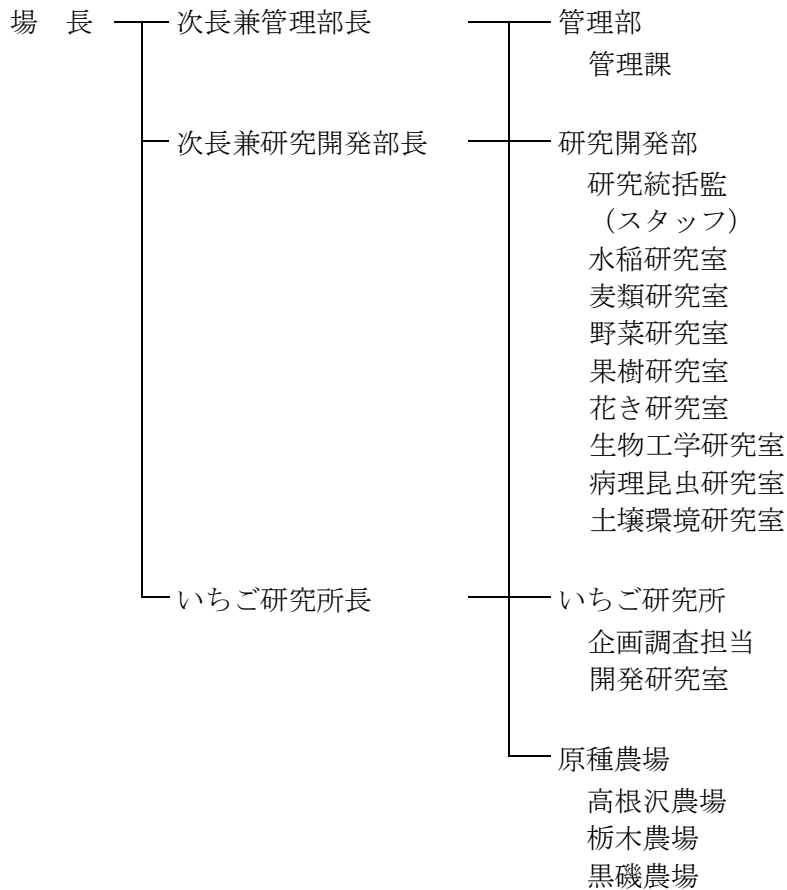 場　長　次長兼管理部長　管理部
管理課
次長兼研究開発部長　研究開発部
研究統括監
（スタッフ）
水稲研究室
麦類研究室
野菜研究室
果樹研究室
花き研究室
生物工学研究室
病理昆虫研究室
土壌環境研究室
いちご研究所長　いちご研究所
企画調査担当
開発研究室
原種農場
高根沢農場
栃木農場
黒磯農場